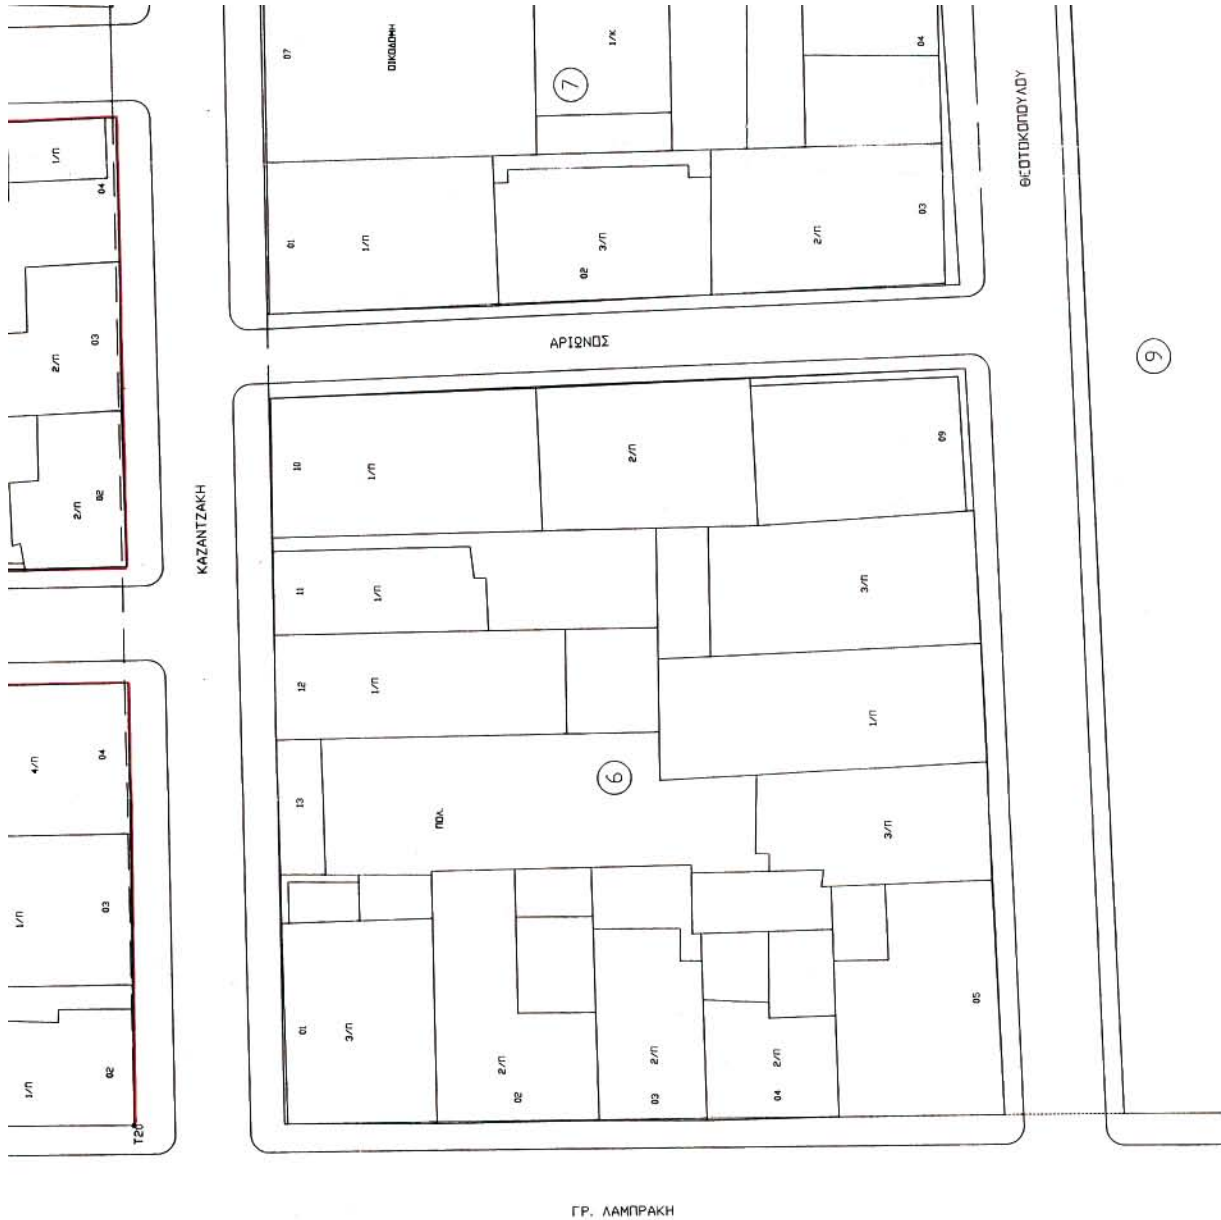 07
ΟΙΚΟΔΟΜΗ
1/Κ
04
7
ΘΕΟΤΟΚΟΠΟΥΛΟΥ
1/Π
04
01
1/Π
3/Π
02
2/Π
03
ΑΡΙΩΝΟΣ
9
2/Π
03
10
1/Π
2/Π
09
2/Π
02
ΚΑΖΑΝΤΖΑΚΗ
11
1/Π
3/Π
12
1/Π
1/Π
4/Π
04
13
ΠΟΛ.
6
3/Π
1/Π
03
01
3/Π
2/Π
02
2/Π
03
2/Π
04
05
1/Π
02
Τ20
ΓΡ. ΛΑΜΠΡΑΚΗ